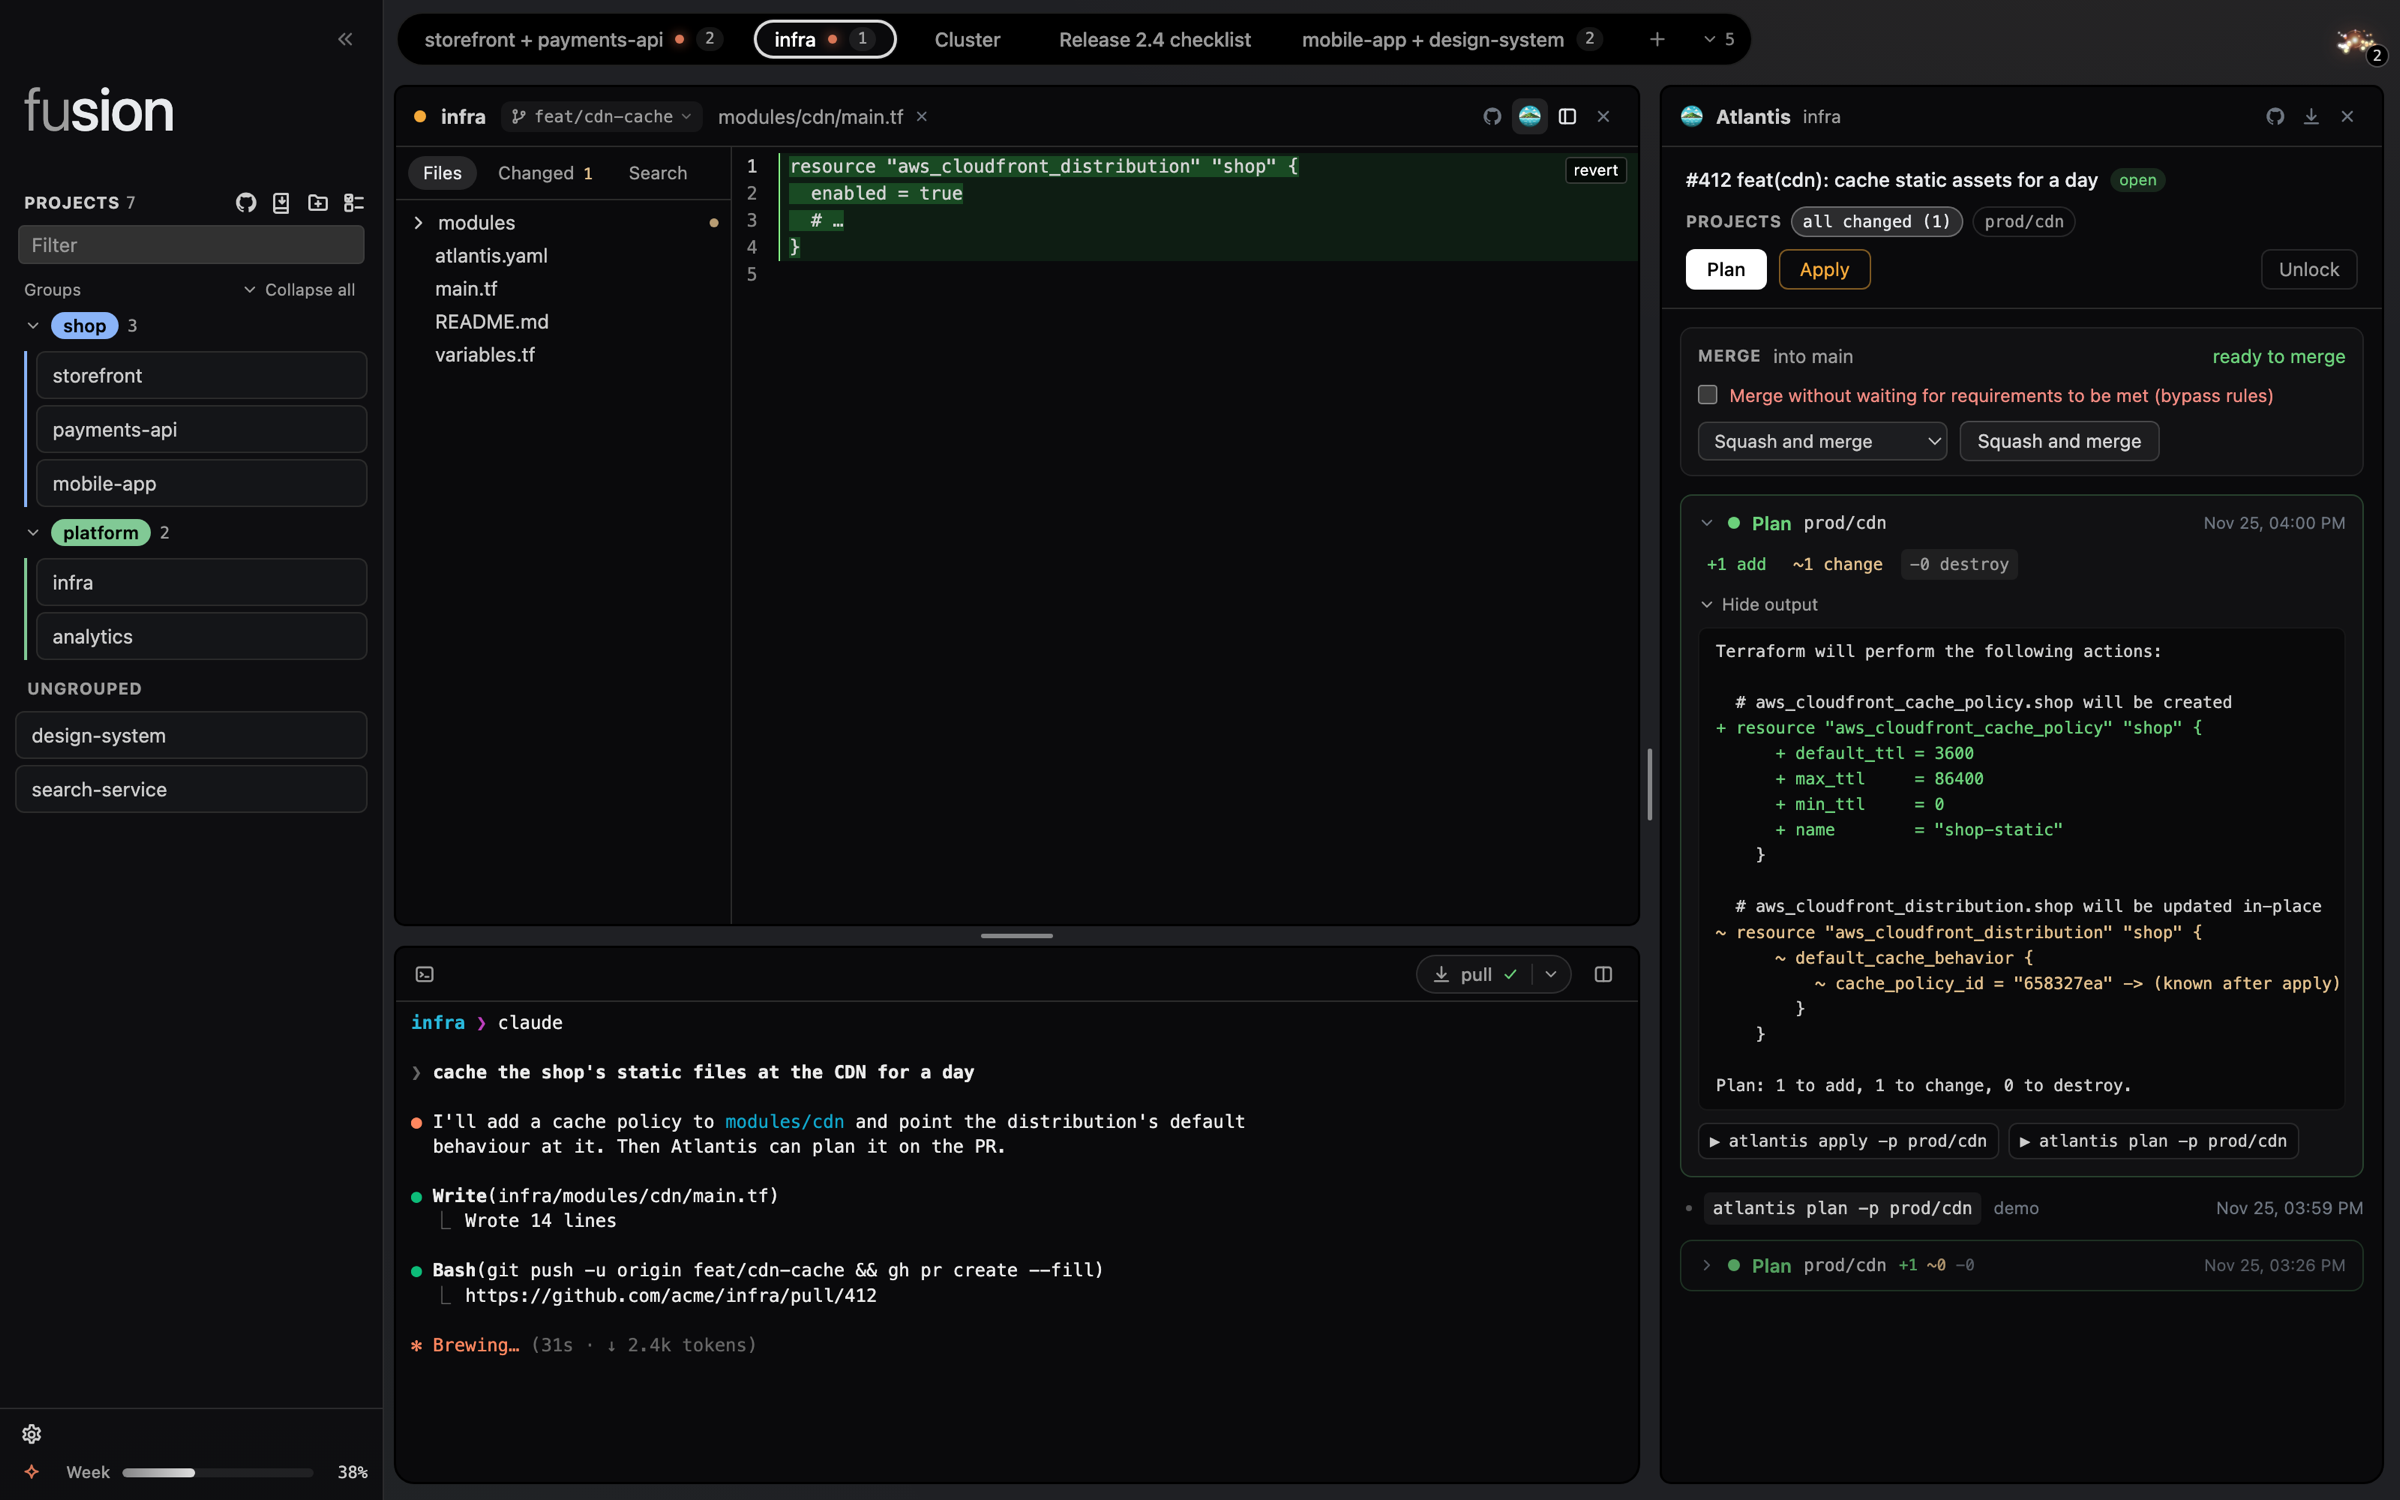 fusion
PROJECTS 7
Filter
Groups
Collapse all
shop 3
storefront
payments-api
mobile-app
platform 2
infra
analytics
UNGROUPED
design-system
search-service
Week 38%
storefront + payments-api 2
infra 1
Cluster
Release 2.4 checklist
mobile-app + design-system 2
+
5
2
infra feat/cdn-cache modules/cdn/main.tf ×
Files Changed 1 Search
modules
atlantis.yaml
main.tf
README.md
variables.tf
1 resource "aws_cloudfront_distribution" "shop" {
2 enabled = true
3 # …
4 }
5
revert
pull ✓
infra ❯ claude
❯ cache the shop's static files at the CDN for a day
● I'll add a cache policy to modules/cdn and point the distribution's default
behaviour at it. Then Atlantis can plan it on the PR.
● Write(infra/modules/cdn/main.tf)
⎿ Wrote 14 lines
● Bash(git push -u origin feat/cdn-cache && gh pr create --fill)
⎿ https://github.com/acme/infra/pull/412
✻ Brewing… (31s · ↓ 2.4k tokens)
Atlantis infra
#412 feat(cdn): cache static assets for a day open
PROJECTS all changed (1) prod/cdn
Plan Apply Unlock
MERGE into main ready to merge
Merge without waiting for requirements to be met (bypass rules)
Squash and merge Squash and merge
Plan prod/cdn Nov 25, 04:00 PM
+1 add ~1 change −0 destroy
Hide output
Terraform will perform the following actions:
# aws_cloudfront_cache_policy.shop will be created
+ resource "aws_cloudfront_cache_policy" "shop" {
+ default_ttl = 3600
+ max_ttl = 86400
+ min_ttl = 0
+ name = "shop-static"
}
# aws_cloudfront_distribution.shop will be updated in-place
~ resource "aws_cloudfront_distribution" "shop" {
~ default_cache_behavior {
~ cache_policy_id = "658327ea" -> (known after apply)
}
}
Plan: 1 to add, 1 to change, 0 to destroy.
▶ atlantis apply -p prod/cdn ▶ atlantis plan -p prod/cdn
atlantis plan -p prod/cdn demo Nov 25, 03:59 PM
Plan prod/cdn +1 ~0 −0 Nov 25, 03:26 PM